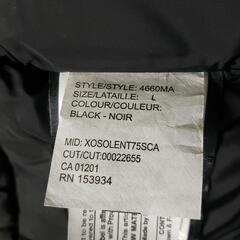 STYLE/STYLE: 4660MA
SIZE/LATAILLE: L
COLOUR/COULEUR:
BLACK - NOIR
MID: XOSOLENT75SCA
CUT/CUT:00022655
CA 01201
RN 153934